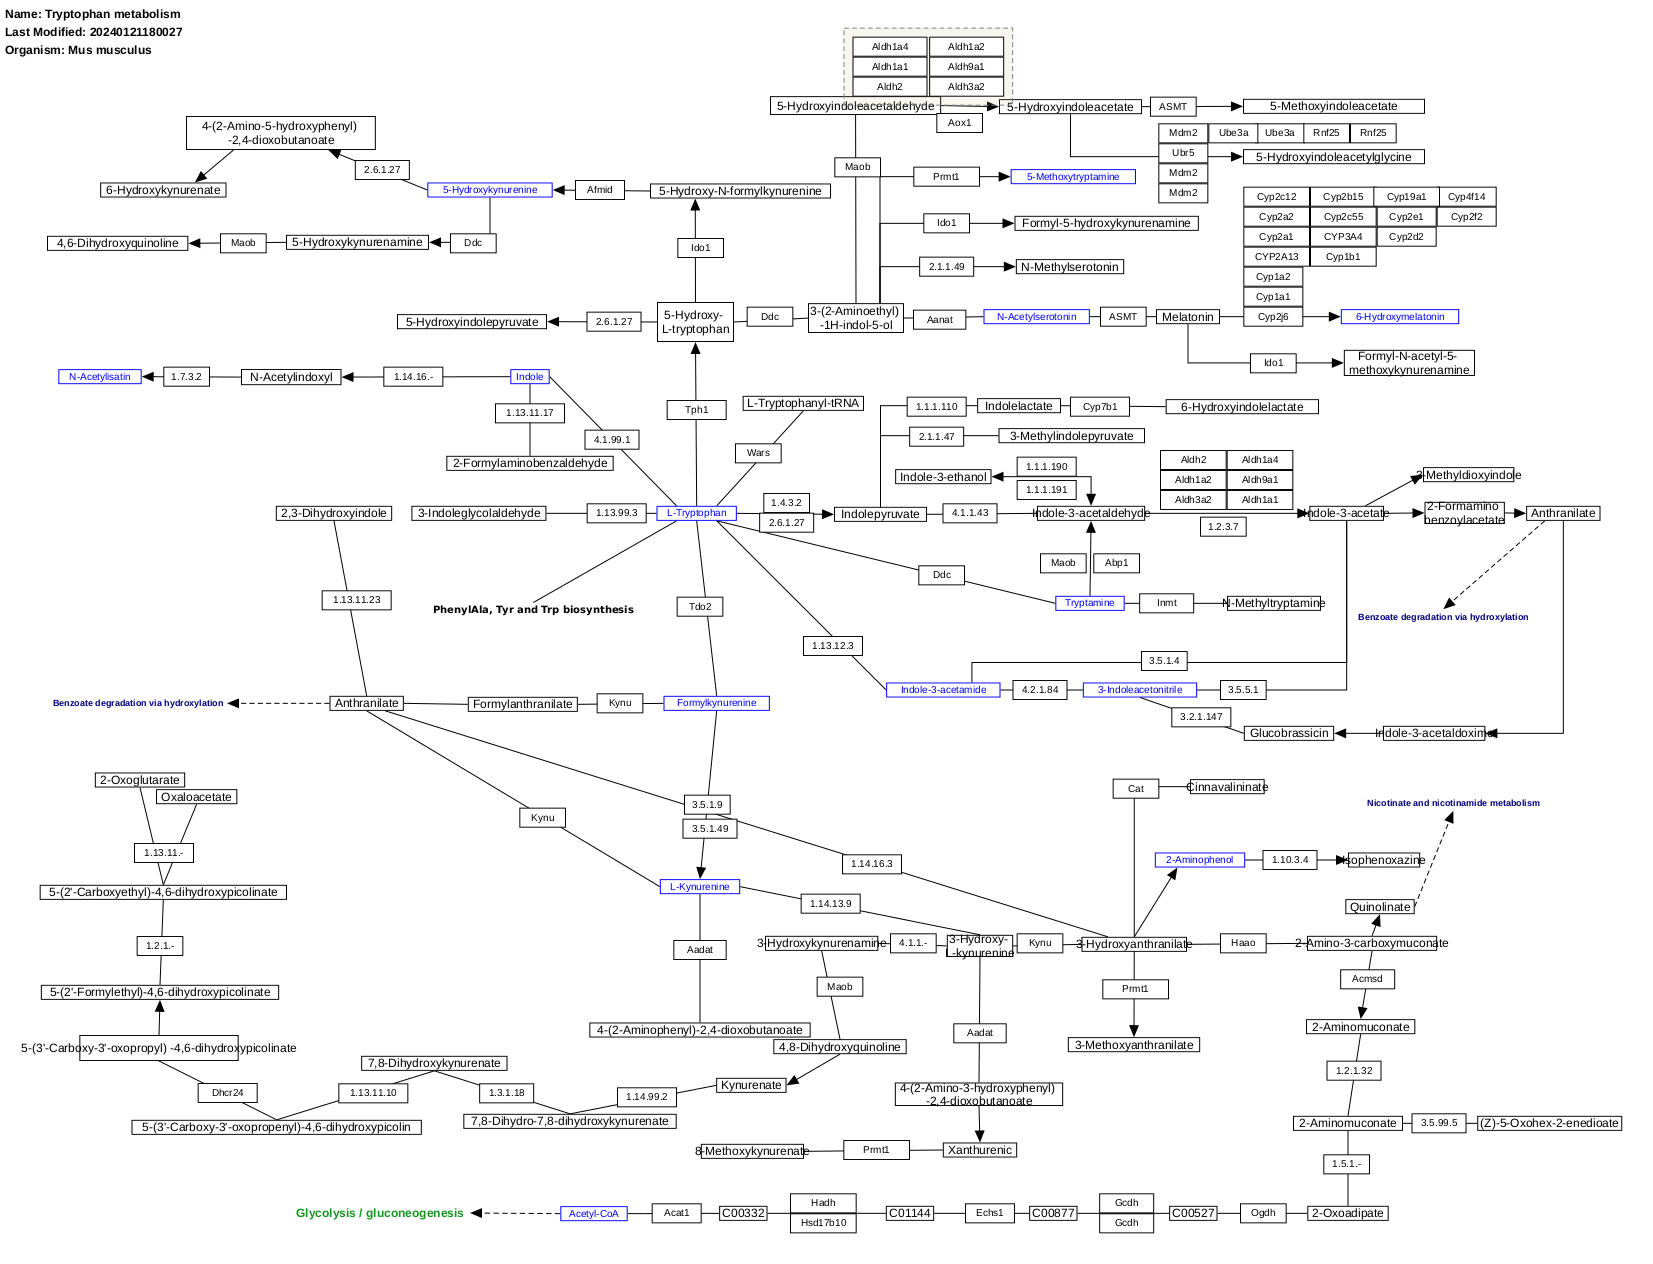 Name: Tryptophan metabolism
Last Modified: 20240121180027
Organism: Mus musculus
Aldh1a4
Aldh1a2
Aldh1a1
Aldh9a1
Aldh2
Aldh3a2
5-Hydroxyindoleacetaldehyde
5-Hydroxyindoleacetate
ASMT
5-Methoxyindoleacetate
Aox1
4-(2-Amino-5-hydroxyphenyl)
-2,4-dioxobutanoate
Mdm2
Ube3a
Ube3a
Rnf25
Rnf25
Ubr5
5-Hydroxyindoleacetylglycine
Mdm2
Mdm2
2.6.1.27
Maob
Prmt1
5-Methoxytryptamine
6-Hydroxykynurenate
5-Hydroxykynurenine
Afmid
5-Hydroxy-N-formylkynurenine
Cyp2c12
Cyp2b15
Cyp19a1
Cyp4f14
Cyp2a2
Cyp2c55
Cyp2e1
Cyp2f2
Cyp2a1
CYP3A4
Cyp2d2
CYP2A13
Cyp1b1
Cyp1a2
Cyp1a1
Cyp2j6
Ido1
Formyl-5-hydroxykynurenamine
4,6-Dihydroxyquinoline
Maob
5-Hydroxykynurenamine
Ddc
Ido1
2.1.1.49
N-Methylserotonin
5-Hydroxyindolepyruvate
2.6.1.27
5-Hydroxy-
L-tryptophan
Ddc
3-(2-Aminoethyl)
-1H-indol-5-ol
Aanat
N-Acetylserotonin
ASMT
Melatonin
6-Hydroxymelatonin
Ido1
Formyl-N-acetyl-5-
methoxykynurenamine
N-Acetylisatin
1.7.3.2
N-Acetylindoxyl
1.14.16.-
Indole
1.13.11.17
4.1.99.1
2-Formylaminobenzaldehyde
Tph1
L-Tryptophanyl-tRNA
Wars
1.1.1.110
Indolelactate
Cyp7b1
6-Hydroxyindolelactate
2.1.1.47
3-Methylindolepyruvate
Indole-3-ethanol
1.1.1.190
1.1.1.191
Aldh2
Aldh1a4
Aldh1a2
Aldh9a1
Aldh3a2
Aldh1a1
3-Methyldioxyindole
2,3-Dihydroxyindole
3-Indoleglycolaldehyde
1.13.99.3
L-Tryptophan
1.4.3.2
2.6.1.27
Indolepyruvate
4.1.1.43
Indole-3-acetaldehyde
1.2.3.7
Indole-3-acetate
2-Formamino
benzoylacetate
Anthranilate
Maob
Abp1
Ddc
Tryptamine
Inmt
N-Methyltryptamine
Benzoate degradation via hydroxylation
PhenylAla, Tyr and Trp biosynthesis
1.13.11.23
Tdo2
1.13.12.3
3.5.1.4
Indole-3-acetamide
4.2.1.84
3-Indoleacetonitrile
3.5.5.1
3.2.1.147
Glucobrassicin
Indole-3-acetaldoxime
Benzoate degradation via hydroxylation
Anthranilate
Formylanthranilate
Kynu
Formylkynurenine
2-Oxoglutarate
Oxaloacetate
1.13.11.-
Kynu
3.5.1.9
3.5.1.49
Cat
Cinnavalininate
Nicotinate and nicotinamide metabolism
1.14.16.3
2-Aminophenol
1.10.3.4
Isophenoxazine
5-(2'-Carboxyethyl)-4,6-dihydroxypicolinate
L-Kynurenine
1.14.13.9
Quinolinate
1.2.1.-
Aadat
3-Hydroxykynurenamine
4.1.1.-
3-Hydroxy-
L-kynurenine
Kynu
3-Hydroxyanthranilate
Haao
2-Amino-3-carboxymuconate
5-(2'-Formylethyl)-4,6-dihydroxypicolinate
Maob
Prmt1
Acmsd
4-(2-Aminophenyl)-2,4-dioxobutanoate
Aadat
2-Aminomuconate
5-(3'-Carboxy-3'-oxopropyl) -4,6-dihydroxypicolinate
4,8-Dihydroxyquinoline
3-Methoxyanthranilate
7,8-Dihydroxykynurenate
1.2.1.32
Dhcr24
1.13.11.10
1.3.1.18
1.14.99.2
Kynurenate
4-(2-Amino-3-hydroxyphenyl)
-2,4-dioxobutanoate
5-(3'-Carboxy-3'-oxopropenyl)-4,6-dihydroxypicolin
7,8-Dihydro-7,8-dihydroxykynurenate
2-Aminomuconate
3.5.99.5
(Z)-5-Oxohex-2-enedioate
8-Methoxykynurenate
Prmt1
Xanthurenic
1.5.1.-
Glycolysis / gluconeogenesis
Acetyl-CoA
Acat1
C00332
Hadh
Hsd17b10
C01144
Echs1
C00877
Gcdh
Gcdh
C00527
Ogdh
2-Oxoadipate